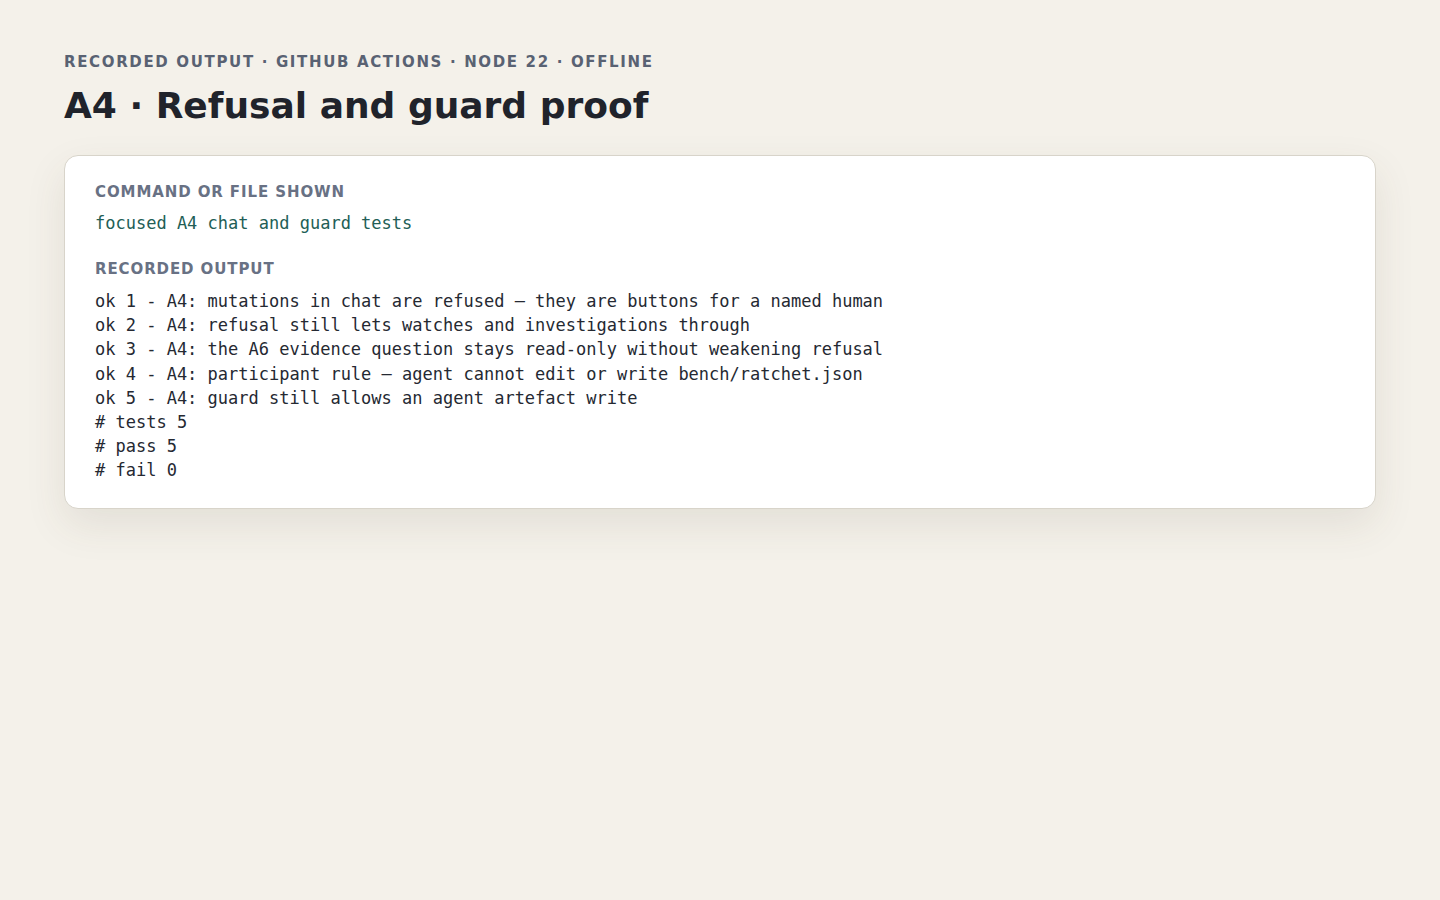 RECORDED OUTPUT · GITHUB ACTIONS · NODE 22 · OFFLINE
A4 · Refusal and guard proof
COMMAND OR FILE SHOWN
focused A4 chat and guard tests
RECORDED OUTPUT
ok 1 - A4: mutations in chat are refused — they are buttons for a named human
ok 2 - A4: refusal still lets watches and investigations through
ok 3 - A4: the A6 evidence question stays read-only without weakening refusal
ok 4 - A4: participant rule — agent cannot edit or write bench/ratchet.json
ok 5 - A4: guard still allows an agent artefact write
# tests 5
# pass 5
# fail 0